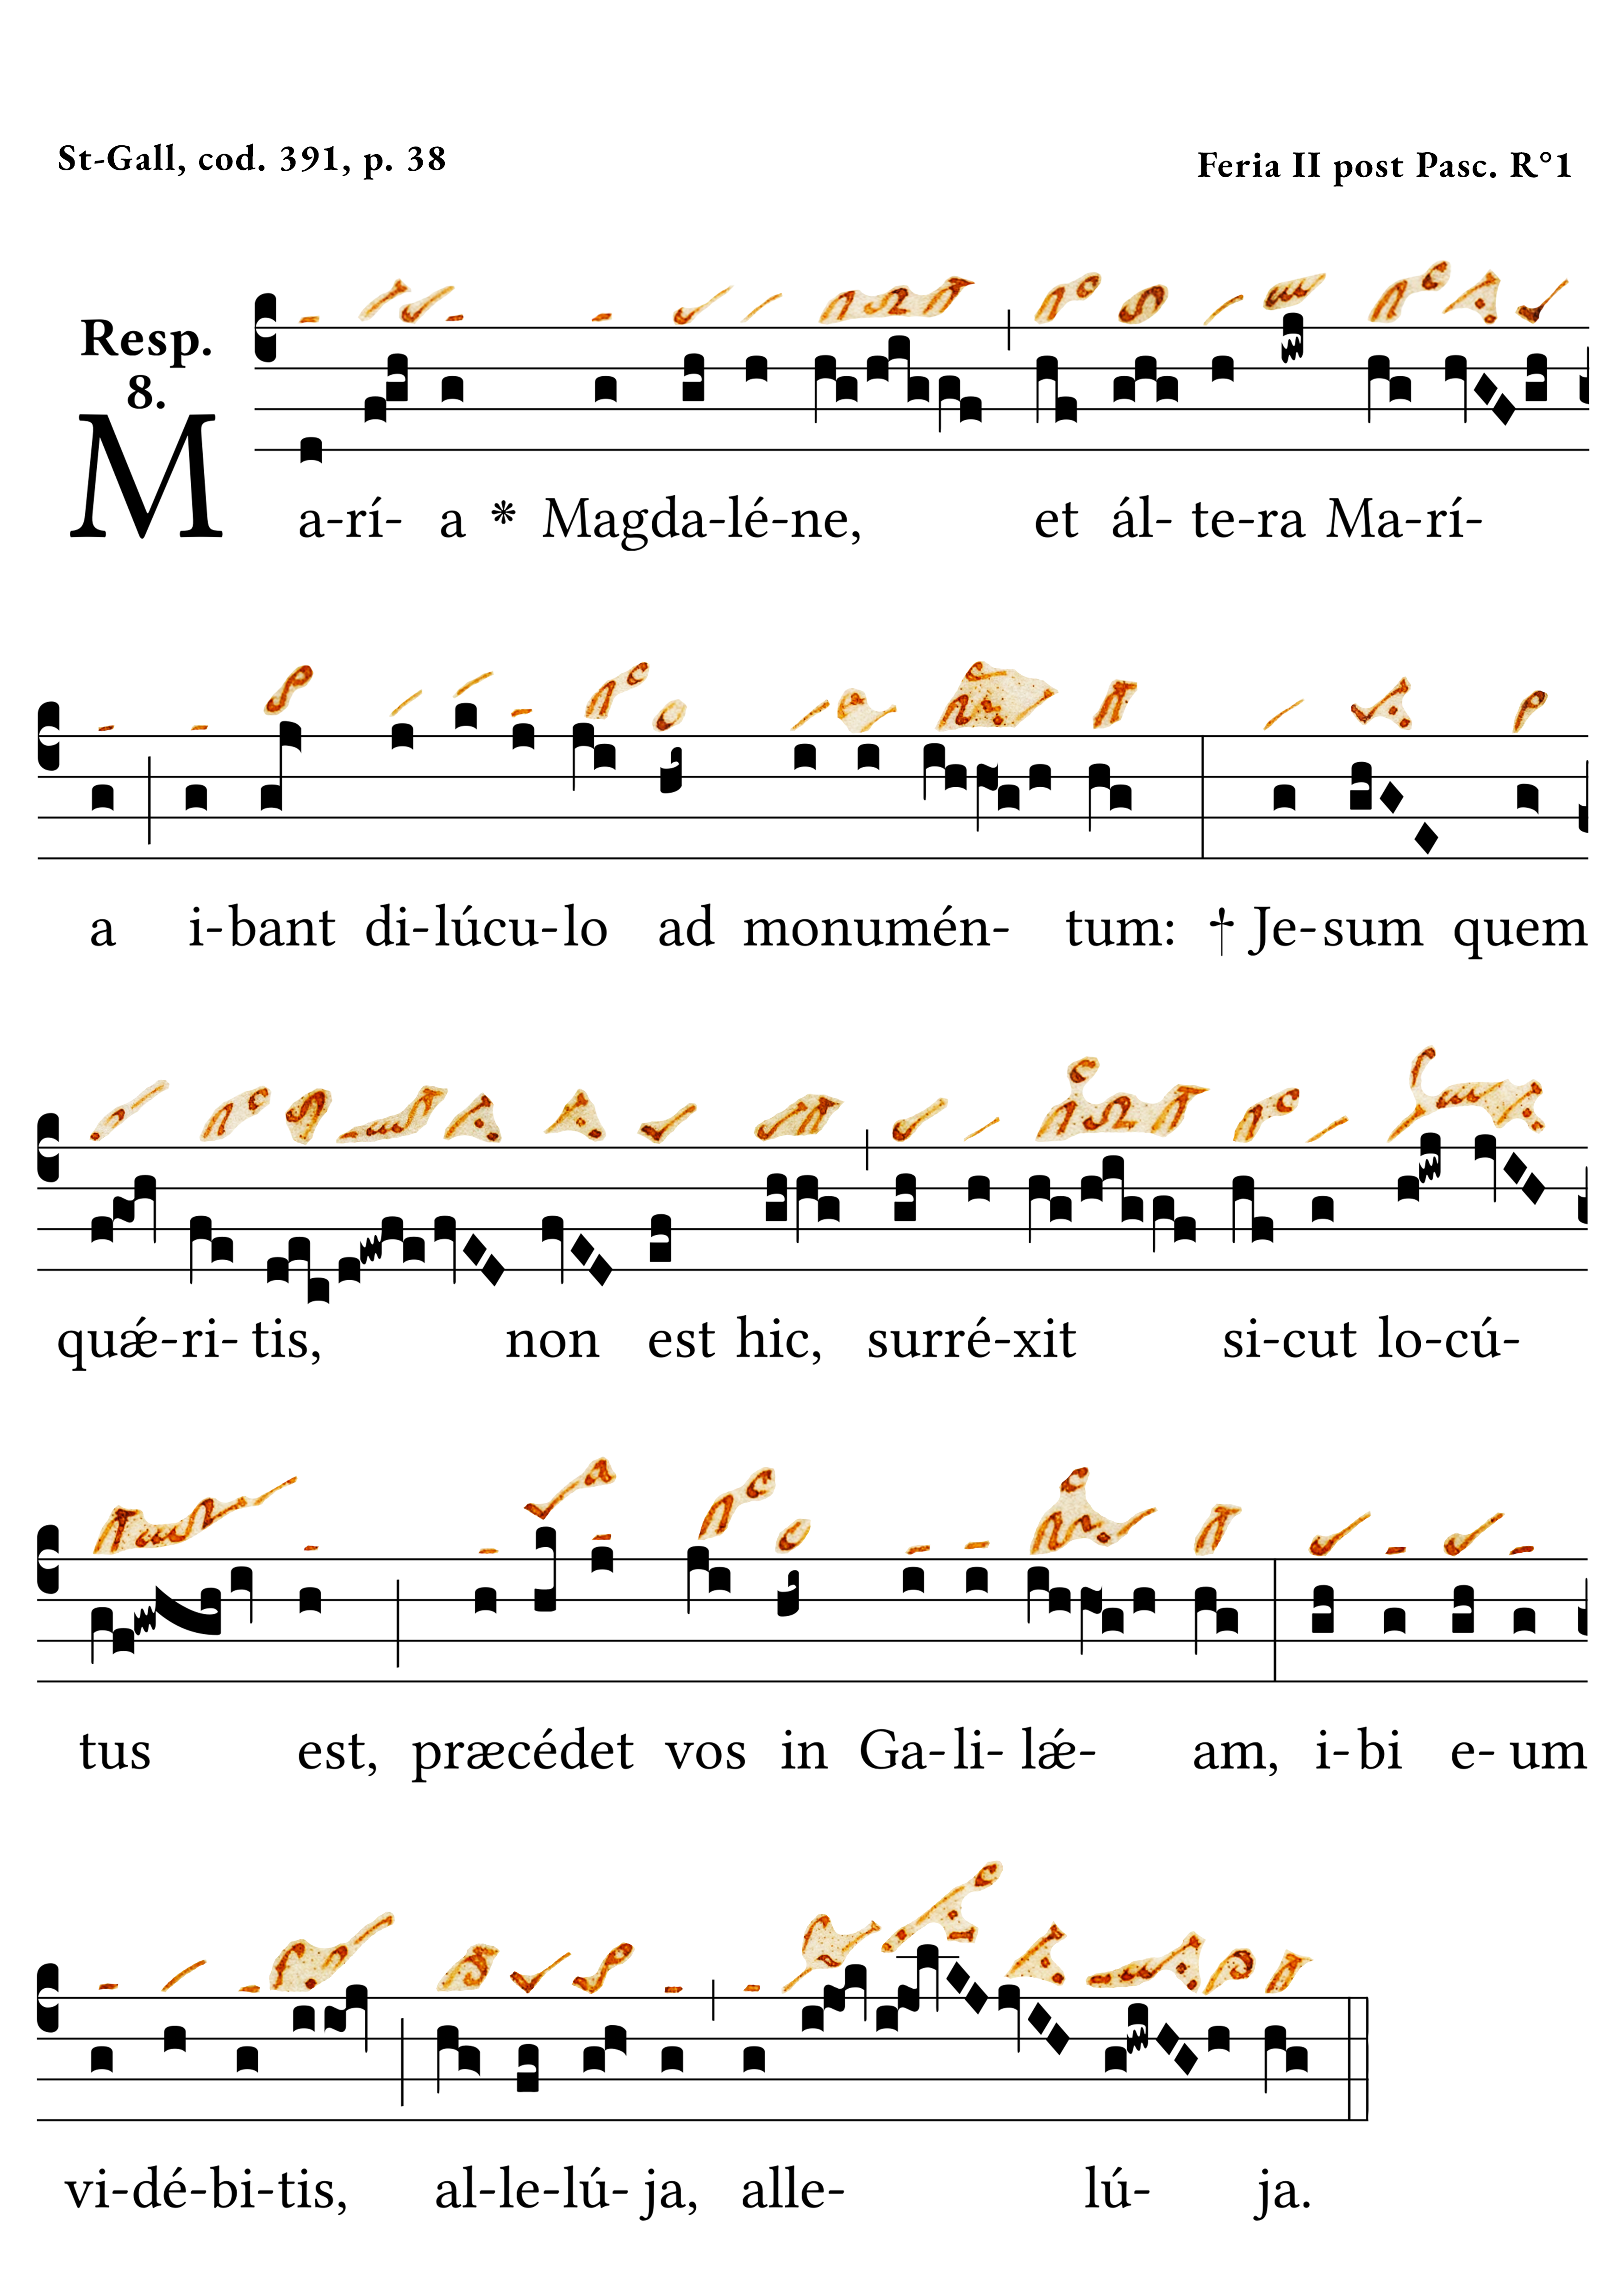 St-Gall, cod. 391, p. 38
Feria II post Pasc. R°1
Resp.
8.
Ma-rí- a * Magda-lé-ne, et ál- te-ra Ma-rí-
a i-bant di-lúcu-lo ad monumén- tum: † Je-sum quem
quǽ-ri- tis, non est hic, surré-xit si-cut lo-cú-
tus est, præcédet vos in Ga-li- lǽ- am, i-bi e- um
vi-dé-bi-tis, al-le-lú- ja, alle- lú- ja.